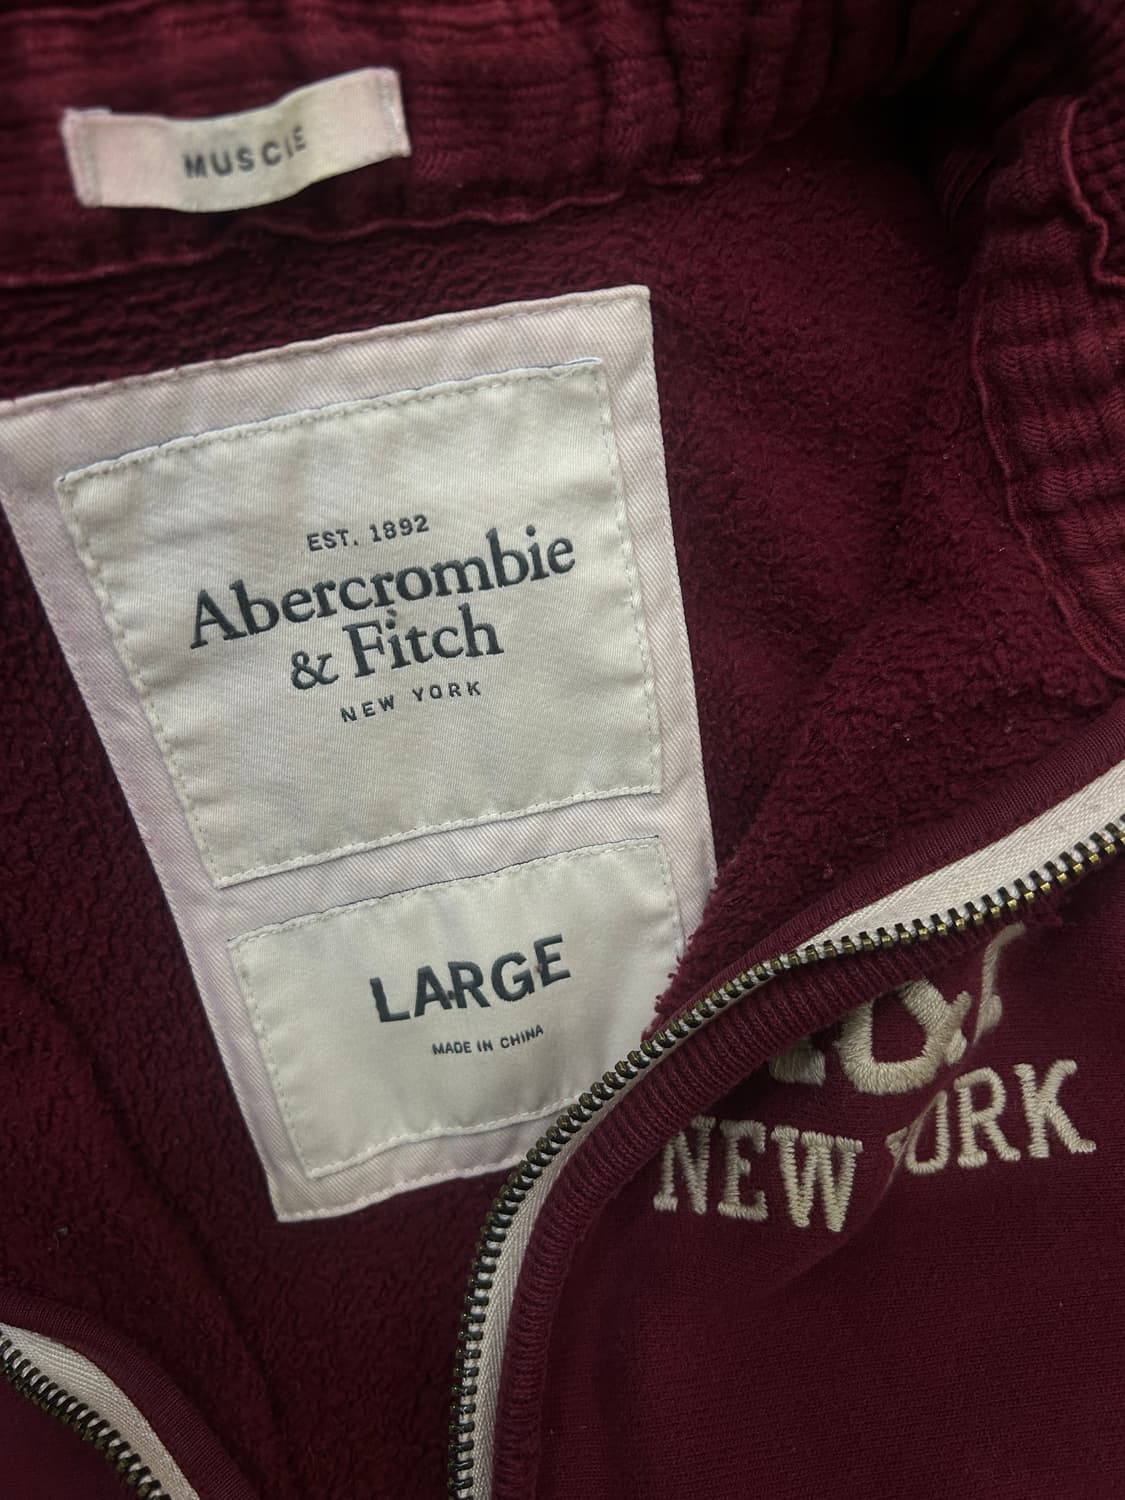 MUSCLE
EST. 1892
Abercrombie
& Fitch
NEW YORK
LARGE
MADE IN CHINA
&
NEW YORK